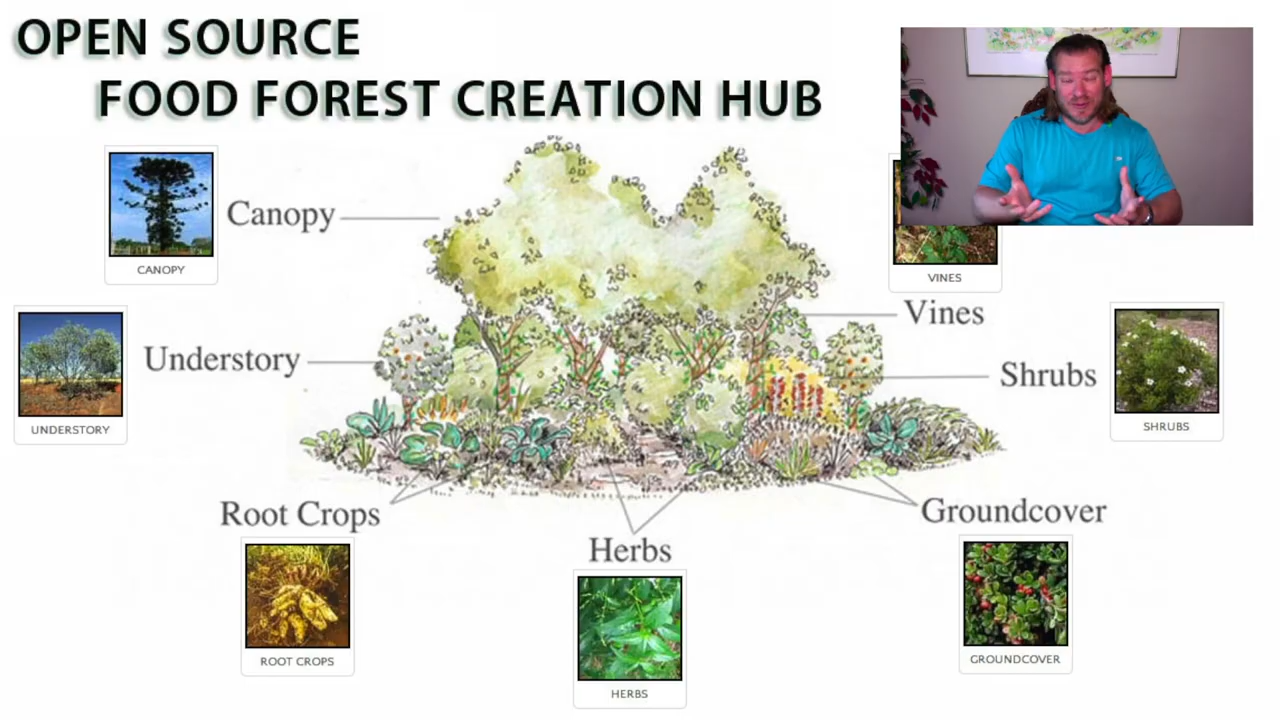 OPEN SOURCE
FOOD FOREST CREATION HUB
Canopy
CANOPY
VINES
Vines
Understory
UNDERSTORY
Shrubs
SHRUBS
Root Crops
ROOT CROPS
Herbs
HERBS
Groundcover
GROUNDCOVER